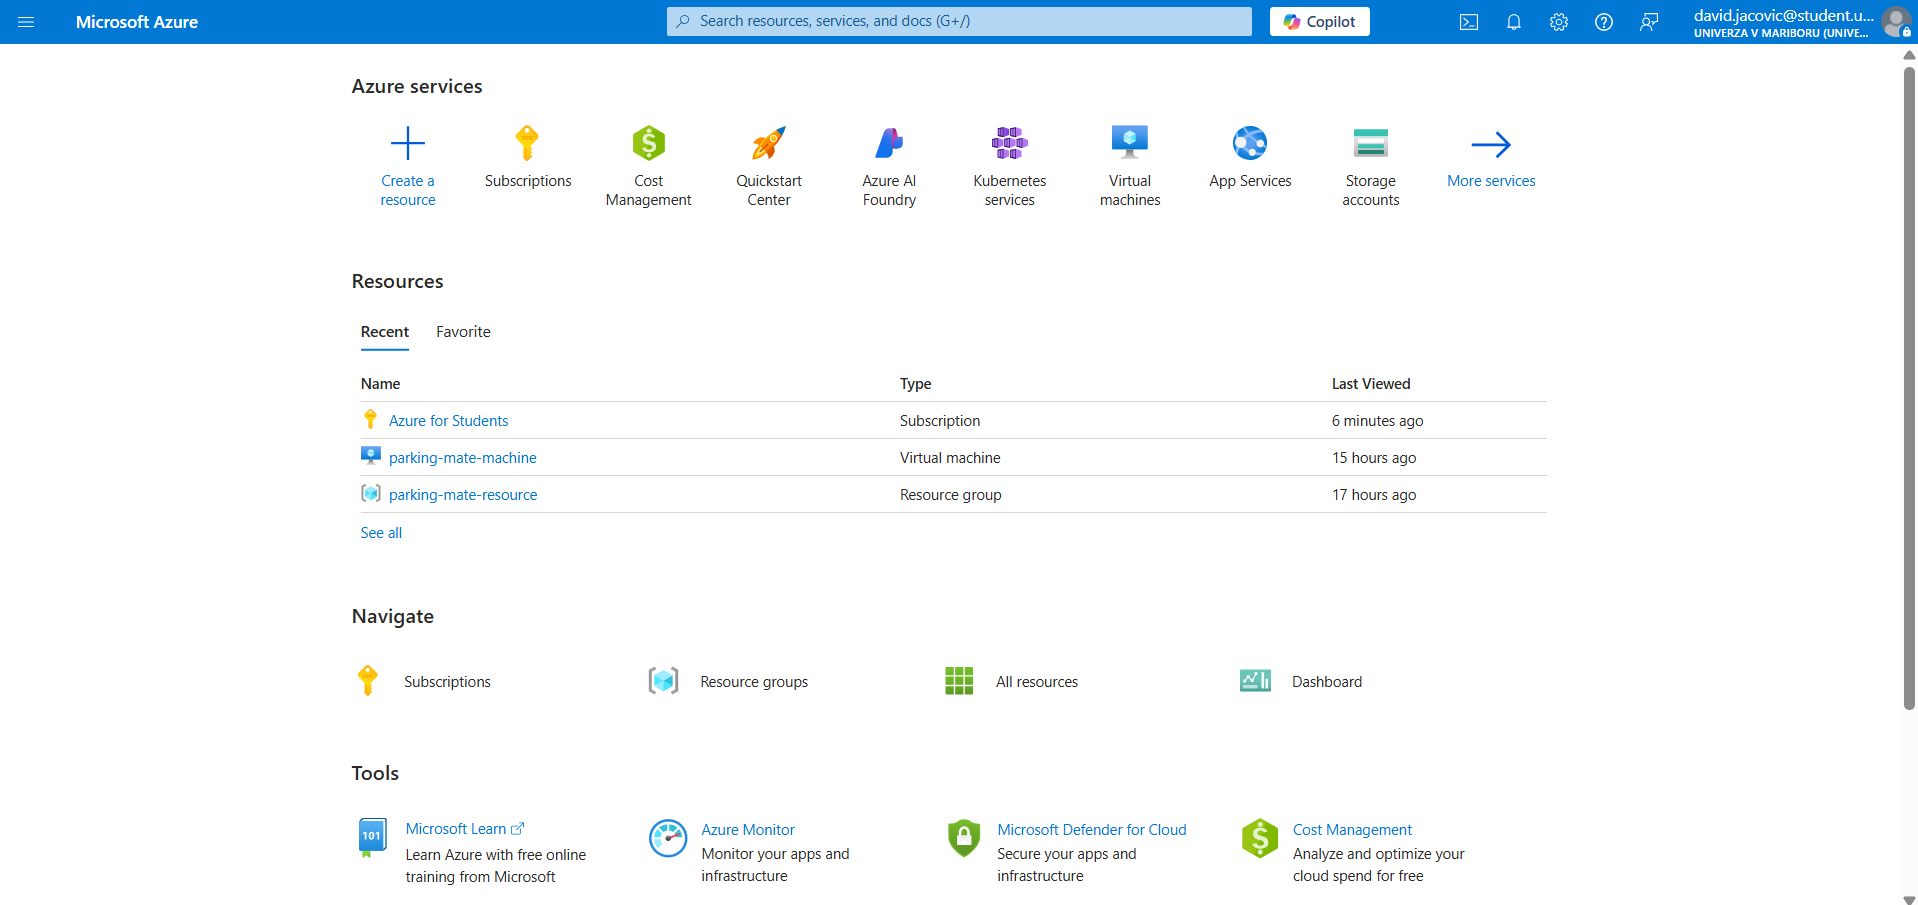 Microsoft Azure
Search resources, services, and docs (G+/)
Copilot
david.jacovic@student.u...
UNIVERZA V MARIBORU (UNIVE...
Azure services
Create a
resource
Subscriptions
Cost
Management
Quickstart
Center
Azure AI
Foundry
Kubernetes
services
Virtual
machines
App Services
Storage
accounts
More services
Resources
Recent
Favorite
Name
Type
Last Viewed
Azure for Students
Subscription
6 minutes ago
parking-mate-machine
Virtual machine
15 hours ago
parking-mate-resource
Resource group
17 hours ago
See all
Navigate
Subscriptions
Resource groups
All resources
Dashboard
Tools
101
Microsoft Learn
Learn Azure with free online
training from Microsoft
Azure Monitor
Monitor your apps and
infrastructure
Microsoft Defender for Cloud
Secure your apps and
infrastructure
Cost Management
Analyze and optimize your
cloud spend for free